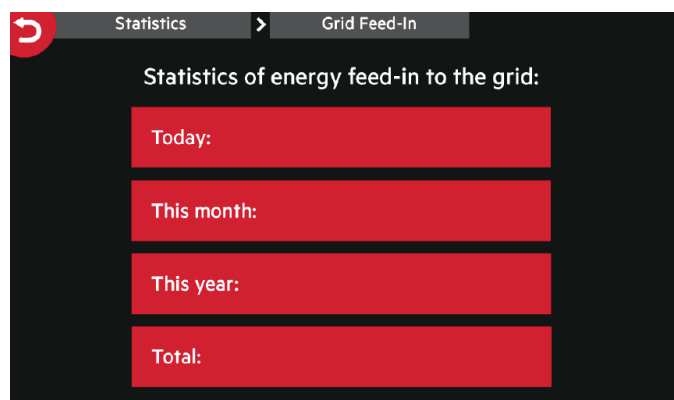 Statistics > Grid Feed-In
Statistics of energy feed-in to the grid:
Today:
This month:
This year:
Total: